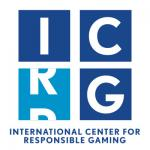 I C
R G
INTERNATIONAL CENTER FOR
RESPONSIBLE GAMING